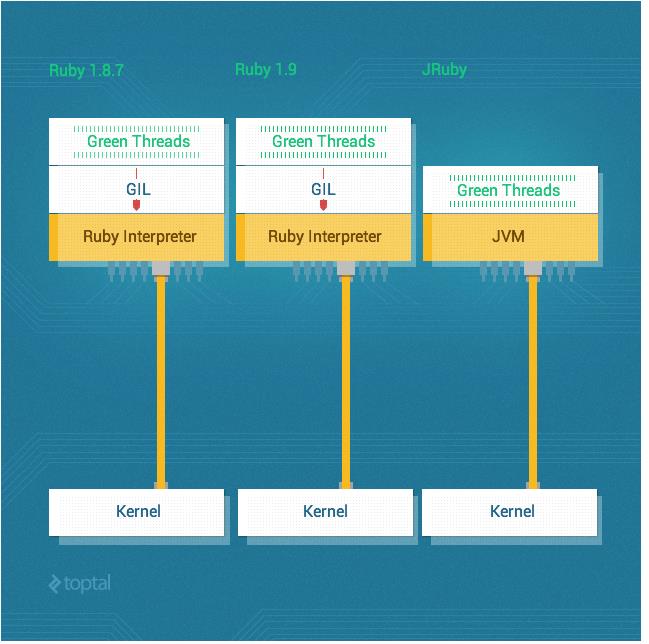 Ruby 1.8.7
Ruby 1.9
JRuby
Green Threads
GIL
Ruby Interpreter
Kernel
Green Threads
GIL
Ruby Interpreter
Kernel
Green Threads
JVM
Kernel
toptal